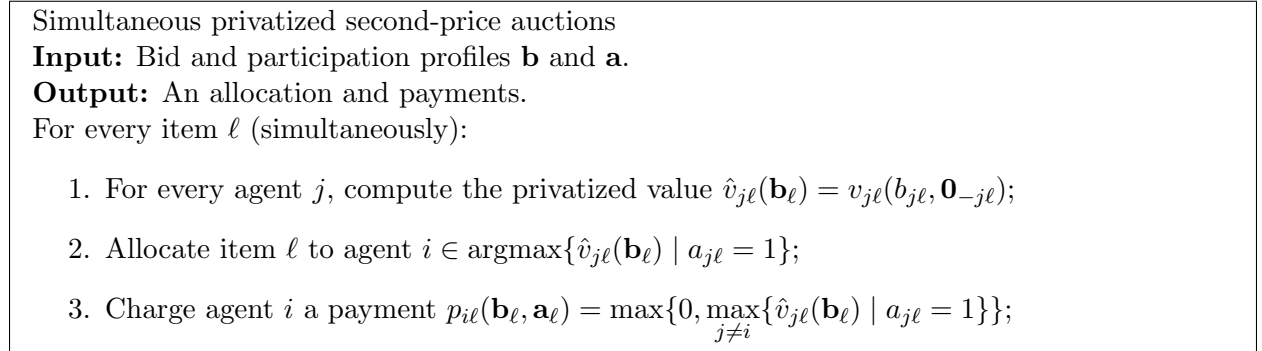 Simultaneous privatized second-price auctions
Input: Bid and participation profiles b and a.
Output: An allocation and payments.
For every item ℓ (simultaneously):
1. For every agent j, compute the privatized value v̂_{jℓ}(b_ℓ) = v_{jℓ}(b_{jℓ}, 0_{−jℓ});
2. Allocate item ℓ to agent i ∈ argmax{v̂_{jℓ}(b_ℓ) | a_{jℓ} = 1};
3. Charge agent i a payment p_{iℓ}(b_ℓ, a_ℓ) = max{0, max_{j≠i}{v̂_{jℓ}(b_ℓ) | a_{jℓ} = 1}};